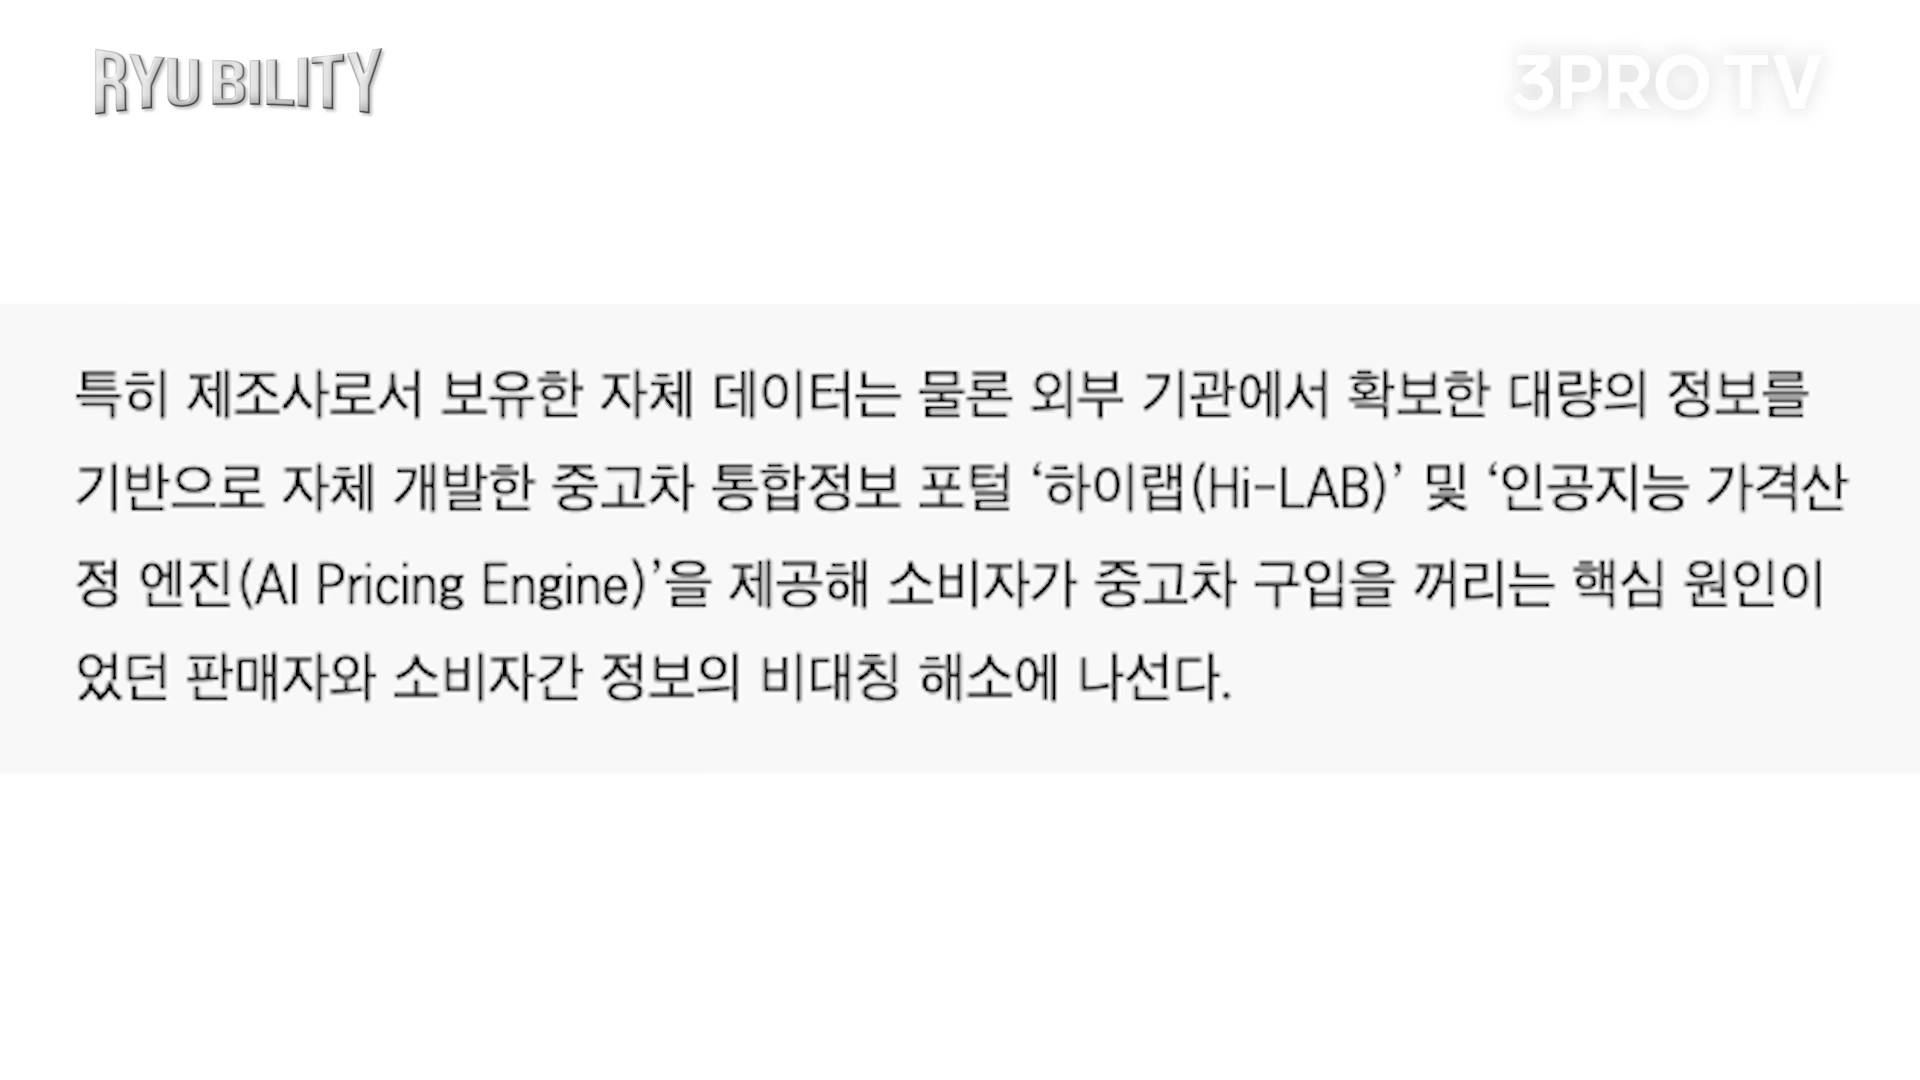 RYUBILITY
3PRO TV
특히 제조사로서 보유한 자체 데이터는 물론 외부 기관에서 확보한 대량의 정보를
기반으로 자체 개발한 중고차 통합정보 포털 ‘하이랩(Hi-LAB)’ 및 ‘인공지능 가격산
정 엔진(AI Pricing Engine)’을 제공해 소비자가 중고차 구입을 꺼리는 핵심 원인이
었던 판매자와 소비자간 정보의 비대칭 해소에 나선다.